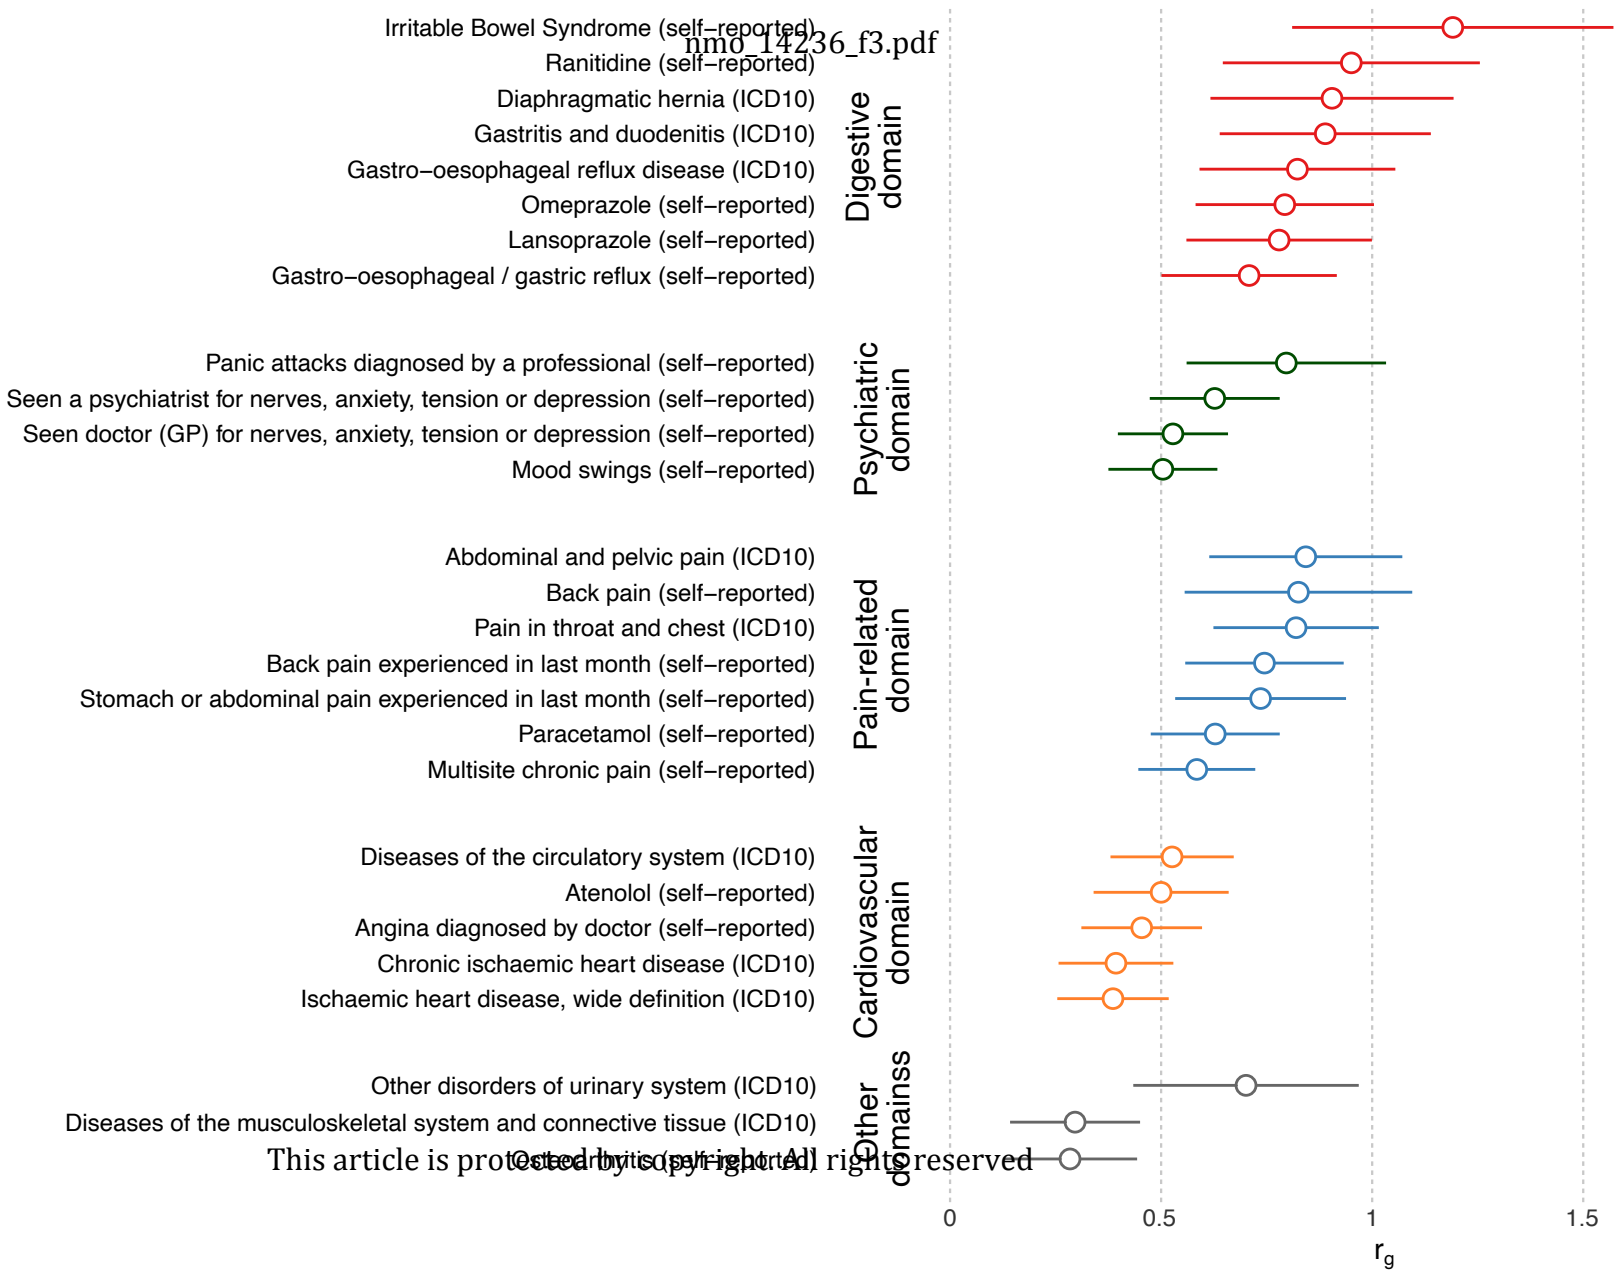 Irritable Bowel Syndrome (self−reported)
nmo_14236_f3.pdf
Ranitidine (self−reported)
Diaphragmatic hernia (ICD10)
Gastritis and duodenitis (ICD10)
Gastro−oesophageal reflux disease (ICD10)
Omeprazole (self−reported)
Lansoprazole (self−reported)
Gastro−oesophageal / gastric reflux (self−reported)
Digestive
domain
Panic attacks diagnosed by a professional (self−reported)
Seen a psychiatrist for nerves, anxiety, tension or depression (self−reported)
Seen doctor (GP) for nerves, anxiety, tension or depression (self−reported)
Mood swings (self−reported)
Psychiatric
domain
Abdominal and pelvic pain (ICD10)
Back pain (self−reported)
Pain in throat and chest (ICD10)
Back pain experienced in last month (self−reported)
Stomach or abdominal pain experienced in last month (self−reported)
Paracetamol (self−reported)
Multisite chronic pain (self−reported)
Pain-related
domain
Diseases of the circulatory system (ICD10)
Atenolol (self−reported)
Angina diagnosed by doctor (self−reported)
Chronic ischaemic heart disease (ICD10)
Ischaemic heart disease, wide definition (ICD10)
Cardiovascular
domain
Other disorders of urinary system (ICD10)
Diseases of the musculoskeletal system and connective tissue (ICD10)
Osteoarthritis (self−reported)
Other
domainss
This article is protected by copyright. All rights reserved
0 0.5 1 1.5
rg